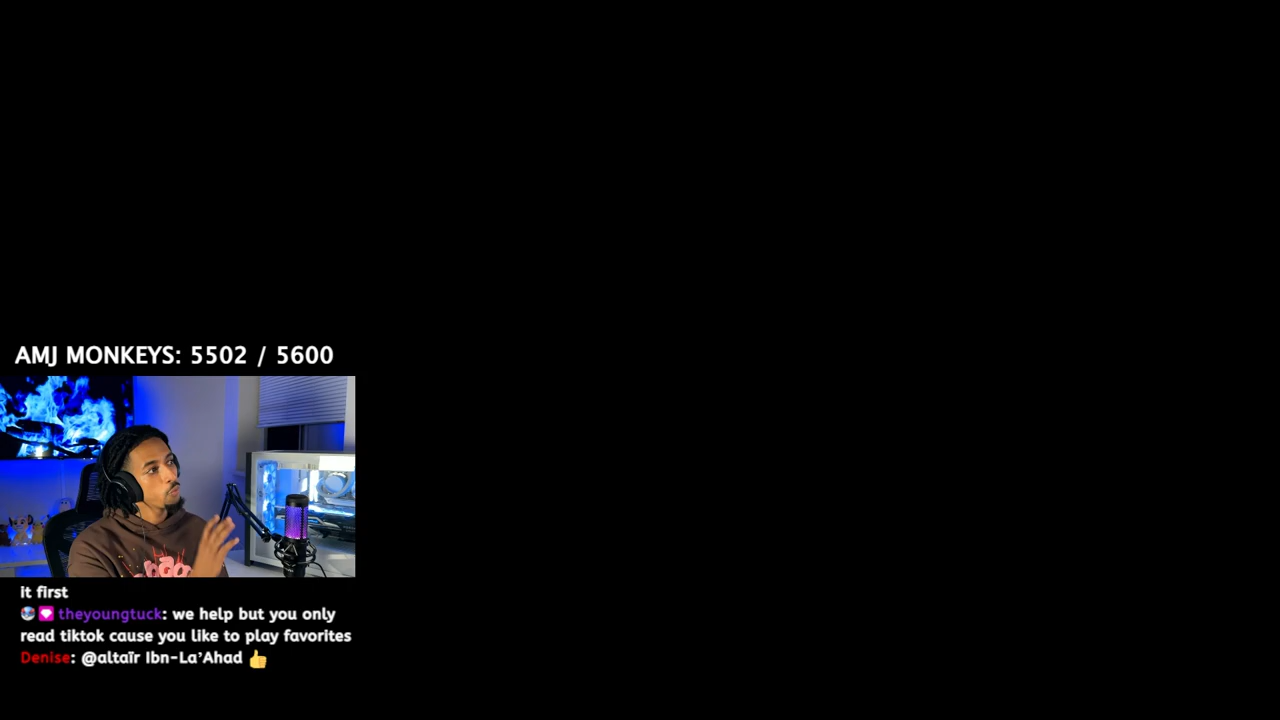 AMJ MONKEYS: 5502 / 5600
it first
theyoungtuck: we help but you only
read tiktok cause you like to play favorites
Denise: @altaïr Ibn-La’Ahad 👍